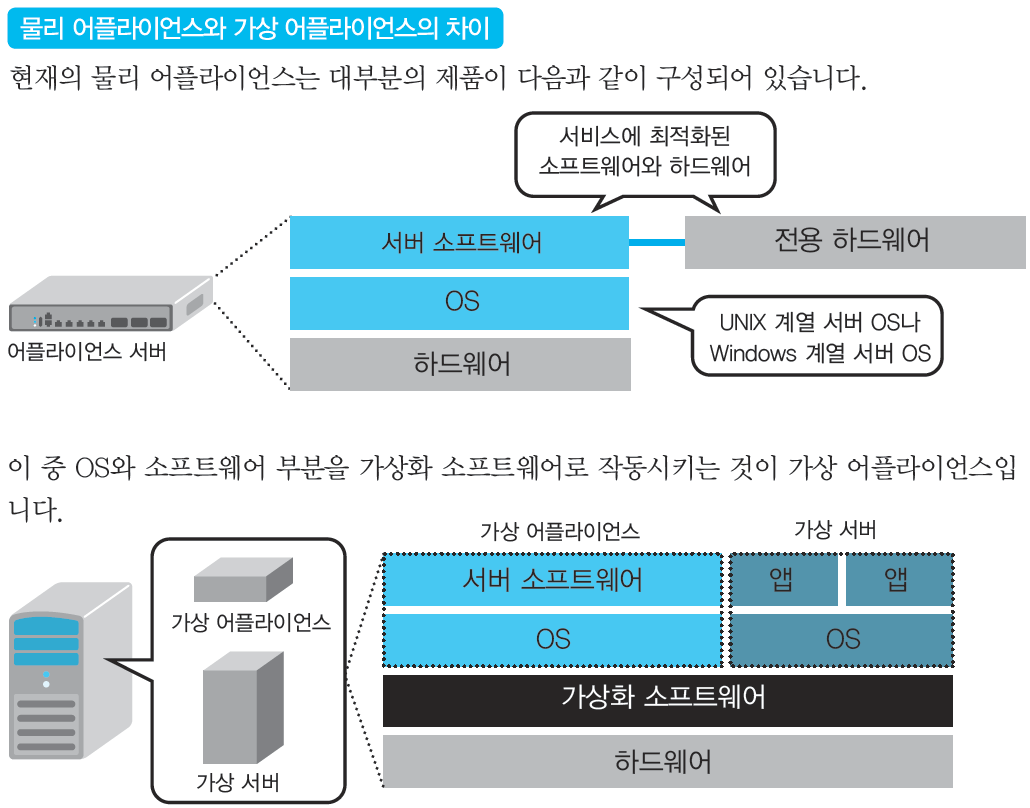 물리 어플라이언스와 가상 어플라이언스의 차이
현재의 물리 어플라이언스는 대부분의 제품이 다음과 같이 구성되어 있습니다.
서비스에 최적화된
소프트웨어와 하드웨어
서버 소프트웨어
전용 하드웨어
OS
UNIX 계열 서버 OS나
Windows 계열 서버 OS
어플라이언스 서버
하드웨어
이 중 OS와 소프트웨어 부분을 가상화 소프트웨어로 작동시키는 것이 가상 어플라이언스입
니다.
가상 어플라이언스
가상 서버
서버 소프트웨어
앱
앱
가상 어플라이언스
OS
OS
가상화 소프트웨어
하드웨어
가상 서버